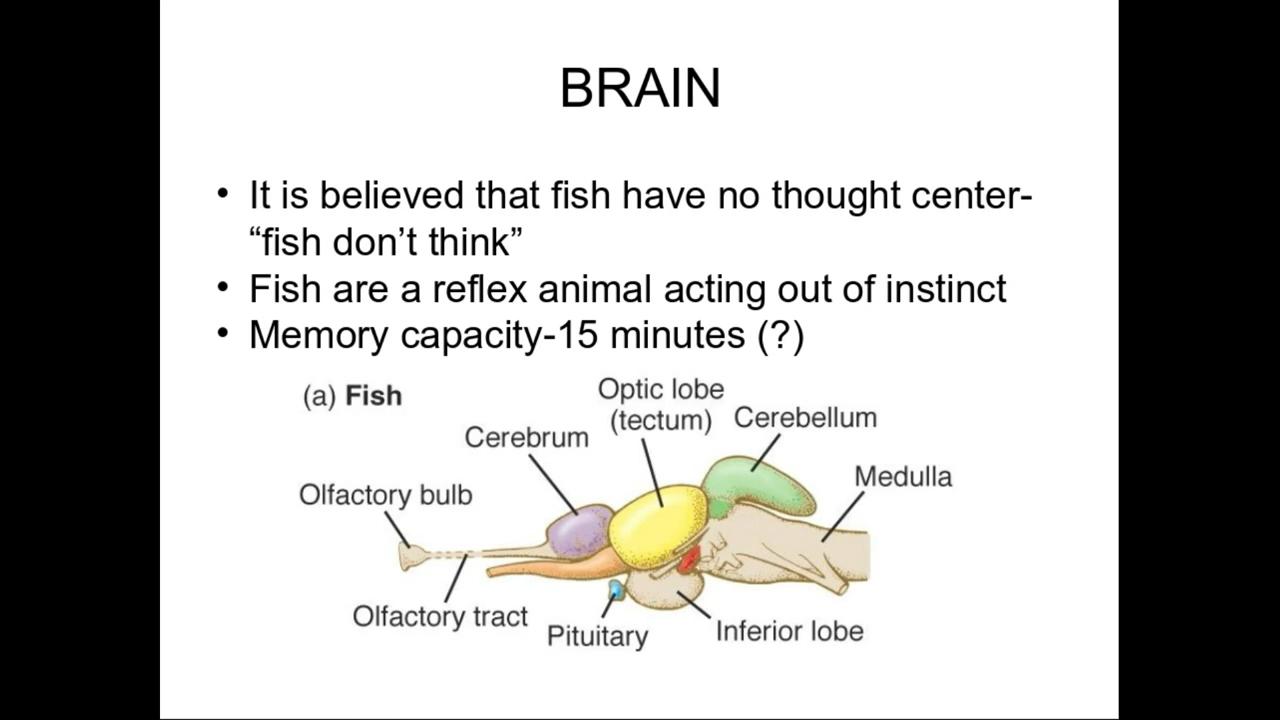 BRAIN
• It is believed that fish have no thought center-
“fish don’t think”
• Fish are a reflex animal acting out of instinct
• Memory capacity-15 minutes (?)
(a) Fish
Optic lobe
(tectum)
Cerebellum
Cerebrum
Medulla
Olfactory bulb
Olfactory tract
Pituitary
Inferior lobe